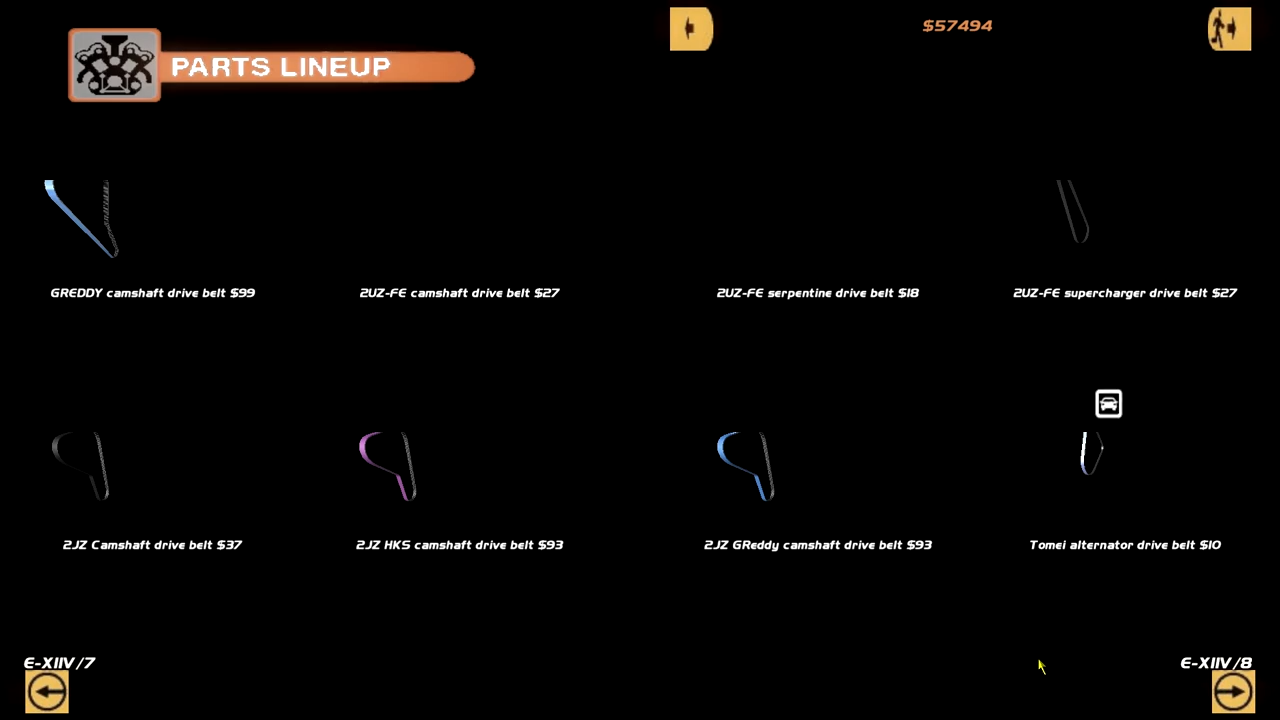 $57494
PARTS LINEUP
GREDDY camshaft drive belt $99
2UZ-FE camshaft drive belt $27
2UZ-FE serpentine drive belt $18
2UZ-FE supercharger drive belt $27
2JZ Camshaft drive belt $37
2JZ HKS camshaft drive belt $93
2JZ GReddy camshaft drive belt $93
Tomei alternator drive belt $10
E-XIIV/7
E-XIIV/8